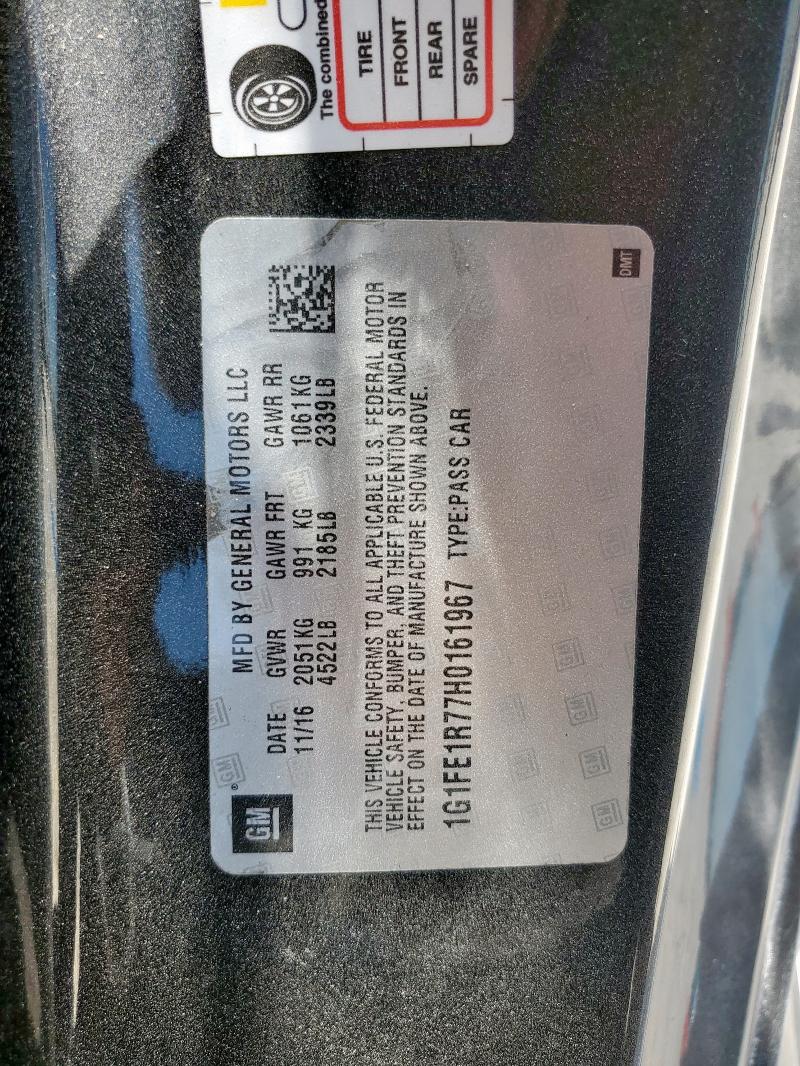 The combined
TIRE
FRONT
REAR
SPARE
GM
MFD BY GENERAL MOTORS LLC
DATE GVWR GAWR FRT GAWR RR
11/16 2051KG 991 KG 1061KG
4522LB 2185LB 2339LB
THIS VEHICLE CONFORMS TO ALL APPLICABLE U.S. FEDERAL MOTOR
VEHICLE SAFETY, BUMPER, AND THEFT PREVENTION STANDARDS IN
EFFECT ON THE DATE OF MANUFACTURE SHOWN ABOVE.
1G1FE1R77H0161967 TYPE:PASS CAR
DMT